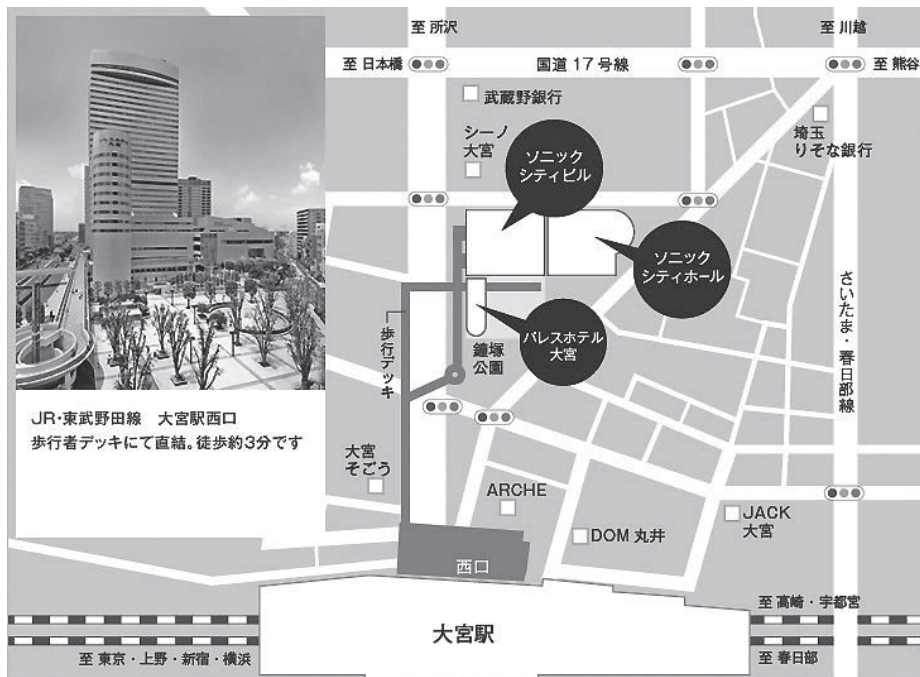 至 所沢
至 川越
至 日本橋
国道17号線
至 熊谷
武蔵野銀行
シーノ
大宮
ソニック
シティビル
埼玉
りそな銀行
ソニック
シティホール
さいたま・春日部線
歩行デッキ
鐘塚
公園
パレスホテル
大宮
JR・東武野田線　大宮駅西口
歩行者デッキにて直結。徒歩約3分です
大宮
そごう
ARCHE
DOM 丸井
JACK
大宮
西口
大宮駅
至 高崎・宇都宮
至 東京・上野・新宿・横浜
至 春日部